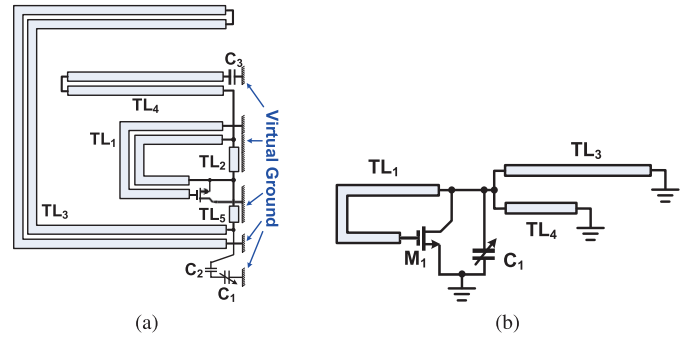 C3
TL4
TL1
TL2
Virtual Ground
TL3
TL5
C2
C1
(a)
TL3
TL1
TL4
M1
C1
(b)